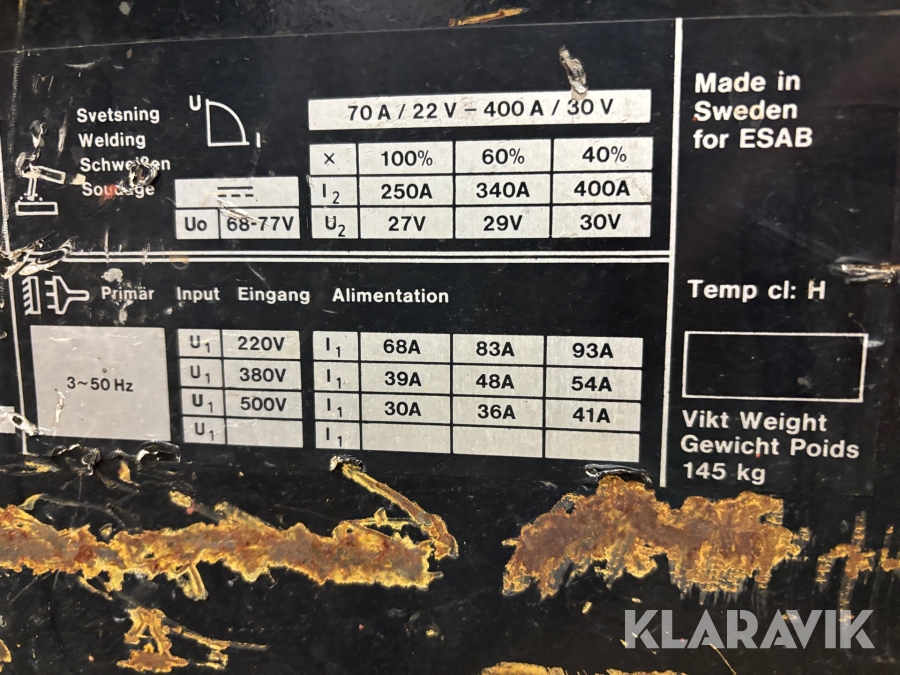 Svetsning
Welding
Schweißen
Soudage
U
I
70 A / 22 V – 400 A / 30 V
X 100% 60% 40%
I2 250A 340A 400A
Uo 68-77V U2 27V 29V 30V
Primär Input Eingang Alimentation
3~50 Hz
U1 220V I1 68A 83A 93A
U1 380V I1 39A 48A 54A
U1 500V I1 30A 36A 41A
U1 I1
Made in
Sweden
for ESAB
Temp cl: H
Vikt Weight
Gewicht Poids
145 kg
KLARAVIK